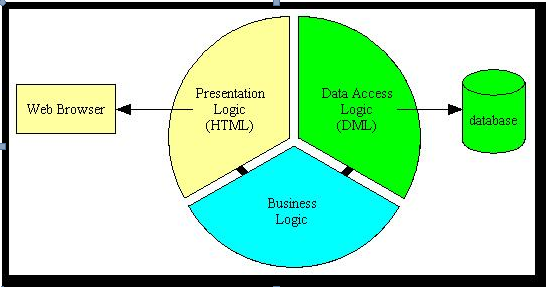 Web Browser
Presentation
Logic
(HTML)
Data Access
Logic
(DML)
database
Business
Logic